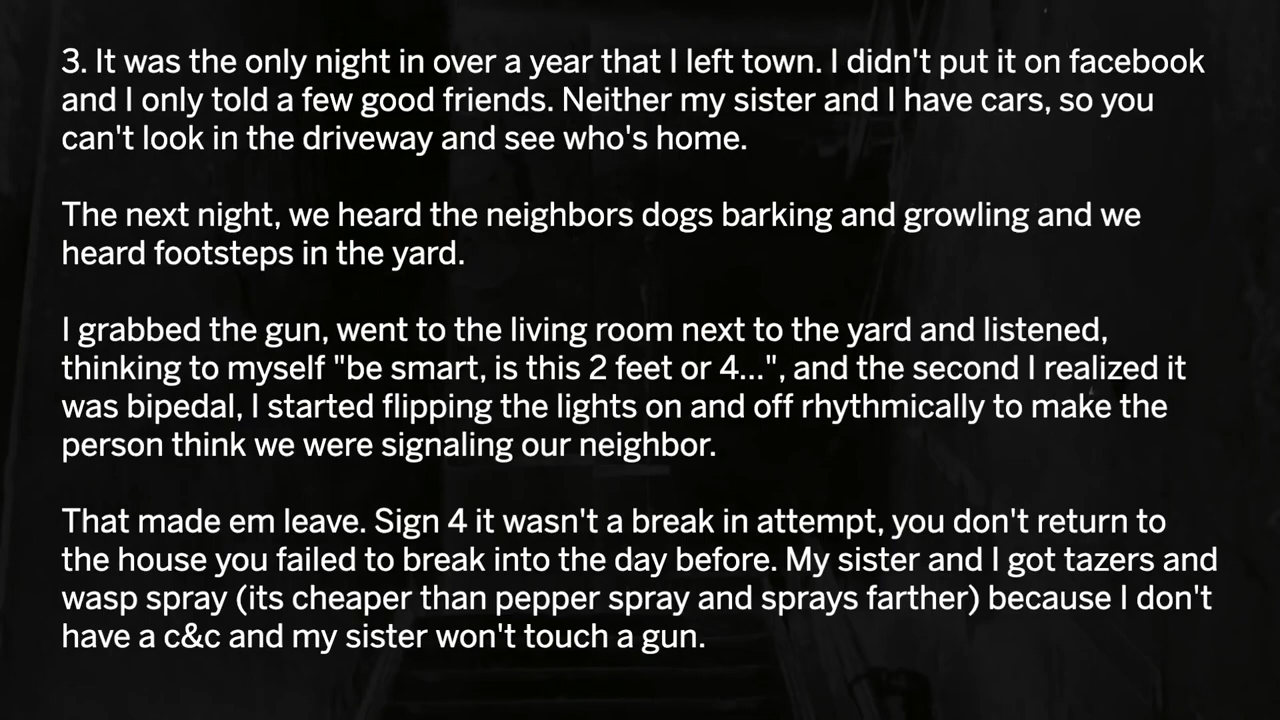 3. It was the only night in over a year that I left town. I didn't put it on facebook
and I only told a few good friends. Neither my sister and I have cars, so you
can't look in the driveway and see who's home.
The next night, we heard the neighbors dogs barking and growling and we
heard footsteps in the yard.
I grabbed the gun, went to the living room next to the yard and listened,
thinking to myself "be smart, is this 2 feet or 4...", and the second I realized it
was bipedal, I started flipping the lights on and off rhythmically to make the
person think we were signaling our neighbor.
That made em leave. Sign 4 it wasn't a break in attempt, you don't return to
the house you failed to break into the day before. My sister and I got tazers and
wasp spray (its cheaper than pepper spray and sprays farther) because I don't
have a c&c and my sister won't touch a gun.